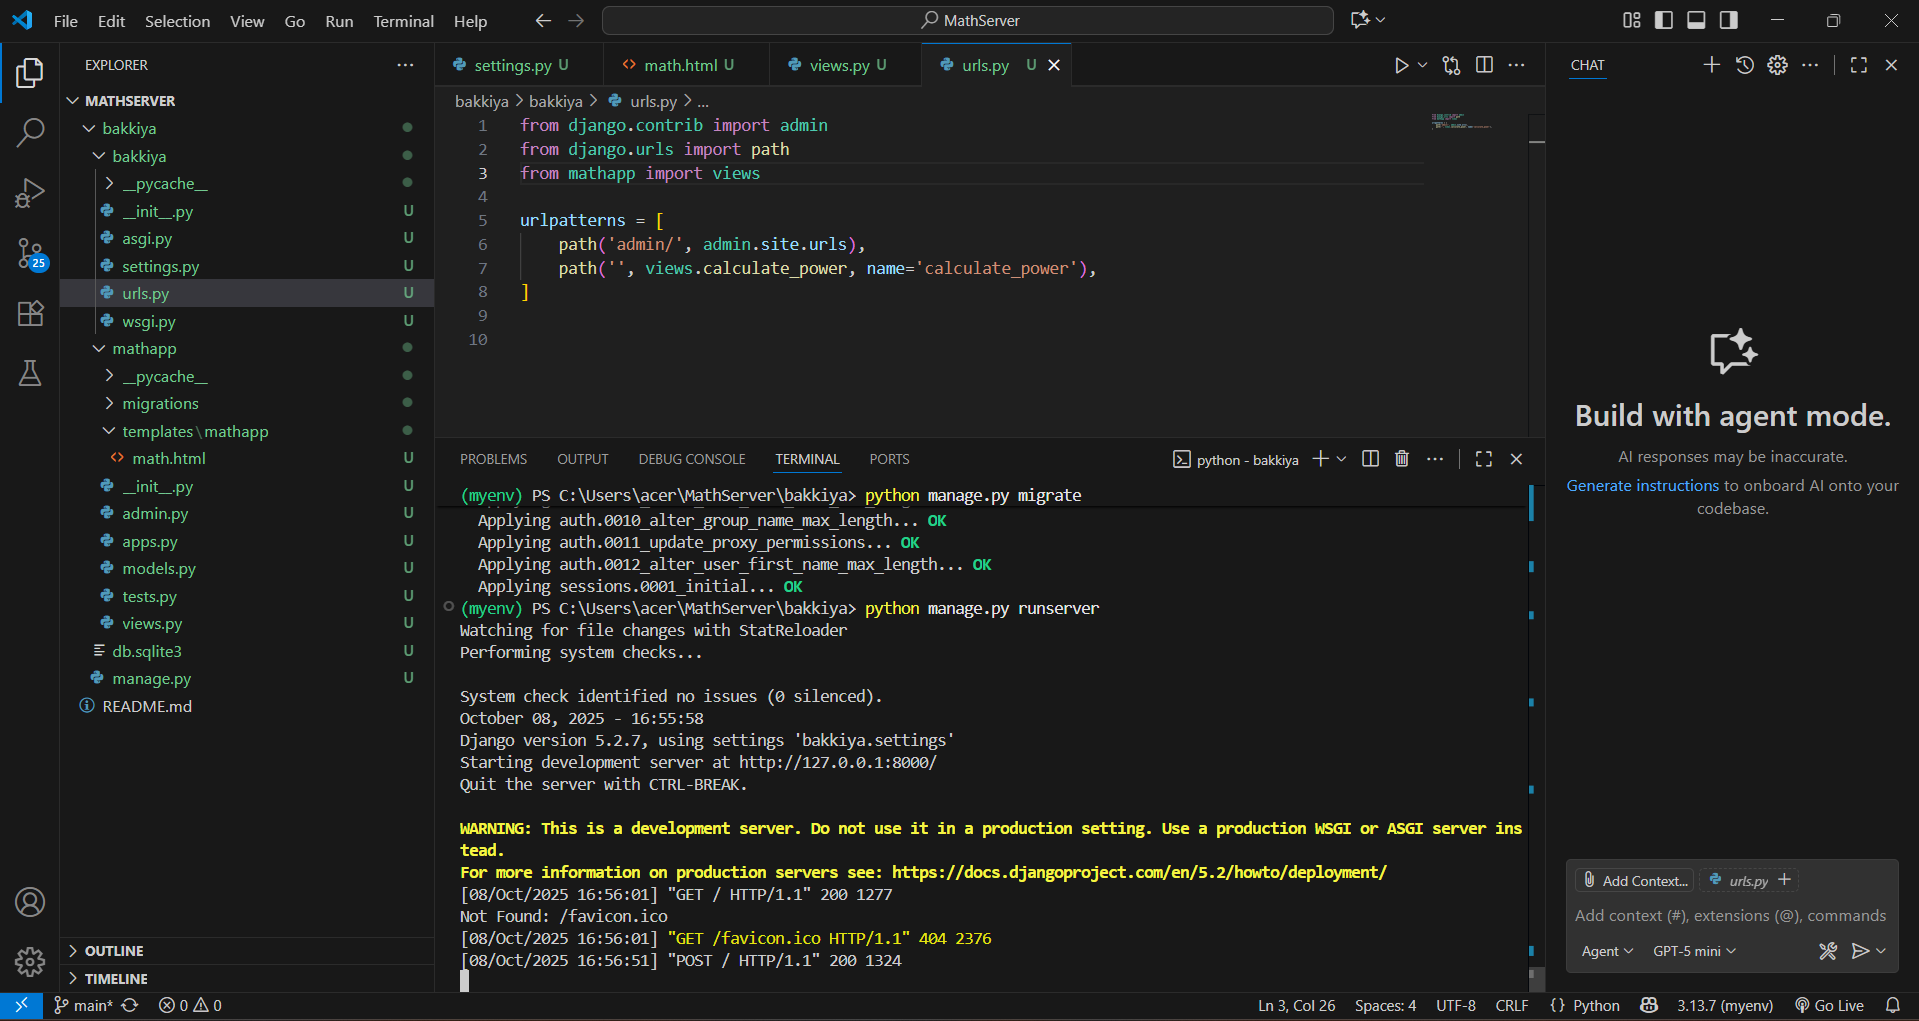 File Edit Selection View Go Run Terminal Help
MathServer
EXPLORER
MATHSERVER
bakkiya
bakkiya
__pycache__
__init__.py U
asgi.py U
settings.py U
urls.py U
wsgi.py U
mathapp
__pycache__
migrations
templates\mathapp
math.html U
__init__.py U
admin.py U
apps.py U
models.py U
tests.py U
views.py U
db.sqlite3 U
manage.py U
README.md
OUTLINE
TIMELINE
25
settings.py U
math.html U
views.py U
urls.py U
bakkiya > bakkiya > urls.py > ...
1 from django.contrib import admin
2 from django.urls import path
3 from mathapp import views
4
5 urlpatterns = [
6 path('admin/', admin.site.urls),
7 path('', views.calculate_power, name='calculate_power'),
8 ]
9
10
PROBLEMS OUTPUT DEBUG CONSOLE TERMINAL PORTS
python - bakkiya
(myenv) PS C:\Users\acer\MathServer\bakkiya> python manage.py migrate
Applying auth.0010_alter_group_name_max_length... OK
Applying auth.0011_update_proxy_permissions... OK
Applying auth.0012_alter_user_first_name_max_length... OK
Applying sessions.0001_initial... OK
(myenv) PS C:\Users\acer\MathServer\bakkiya> python manage.py runserver
Watching for file changes with StatReloader
Performing system checks...
System check identified no issues (0 silenced).
October 08, 2025 - 16:55:58
Django version 5.2.7, using settings 'bakkiya.settings'
Starting development server at http://127.0.0.1:8000/
Quit the server with CTRL-BREAK.
WARNING: This is a development server. Do not use it in a production setting. Use a production WSGI or ASGI server ins
tead.
For more information on production servers see: https://docs.djangoproject.com/en/5.2/howto/deployment/
[08/Oct/2025 16:56:01] "GET / HTTP/1.1" 200 1277
Not Found: /favicon.ico
[08/Oct/2025 16:56:01] "GET /favicon.ico HTTP/1.1" 404 2376
[08/Oct/2025 16:56:51] "POST / HTTP/1.1" 200 1324
CHAT
Build with agent mode.
AI responses may be inaccurate.
Generate instructions to onboard AI onto your
codebase.
Add Context...
urls.py
Add context (#), extensions (@), commands
Agent
GPT-5 mini
main*
0 0
Ln 3, Col 26
Spaces: 4
UTF-8
CRLF
{} Python
3.13.7 (myenv)
Go Live